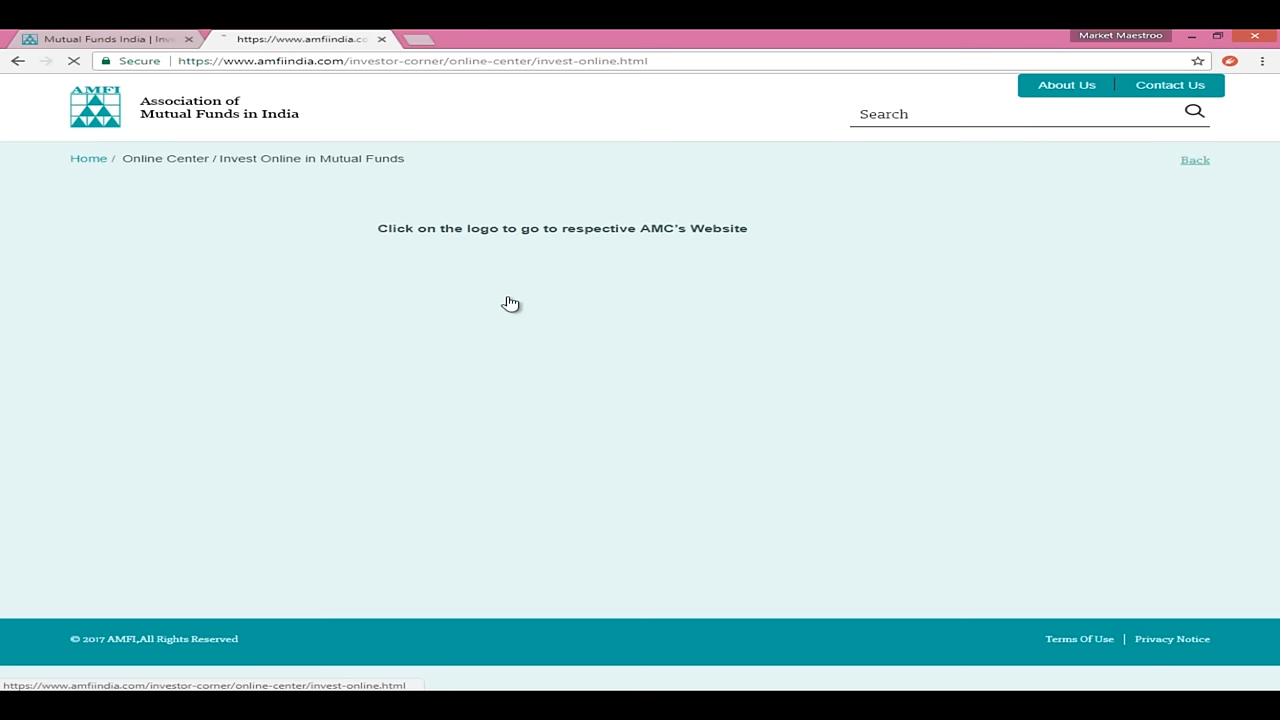 Mutual Funds India | Inv
https://www.amfiindia.co
Market Maestroo
Secure
https://www.amfiindia.com/investor-corner/online-center/invest-online.html
About Us
Contact Us
AMFI
Association of
Mutual Funds in India
Search
Home / Online Center / Invest Online in Mutual Funds
Back
Click on the logo to go to respective AMC's Website
© 2017 AMFI,All Rights Reserved
Terms Of Use | Privacy Notice
https://www.amfiindia.com/investor-corner/online-center/invest-online.html